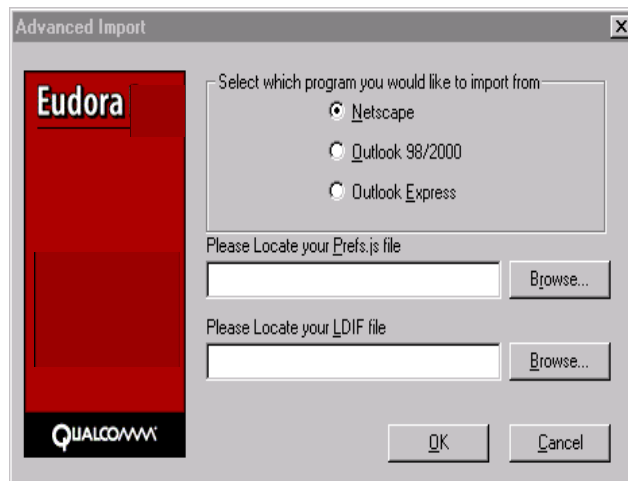 Advanced Import
Eudora
Select which program you would like to import from
Netscape
Outlook 98/2000
Outlook Express
Please Locate your Prefs.js file
Browse...
Please Locate your LDIF file
Browse...
QUALCOMM
OK
Cancel